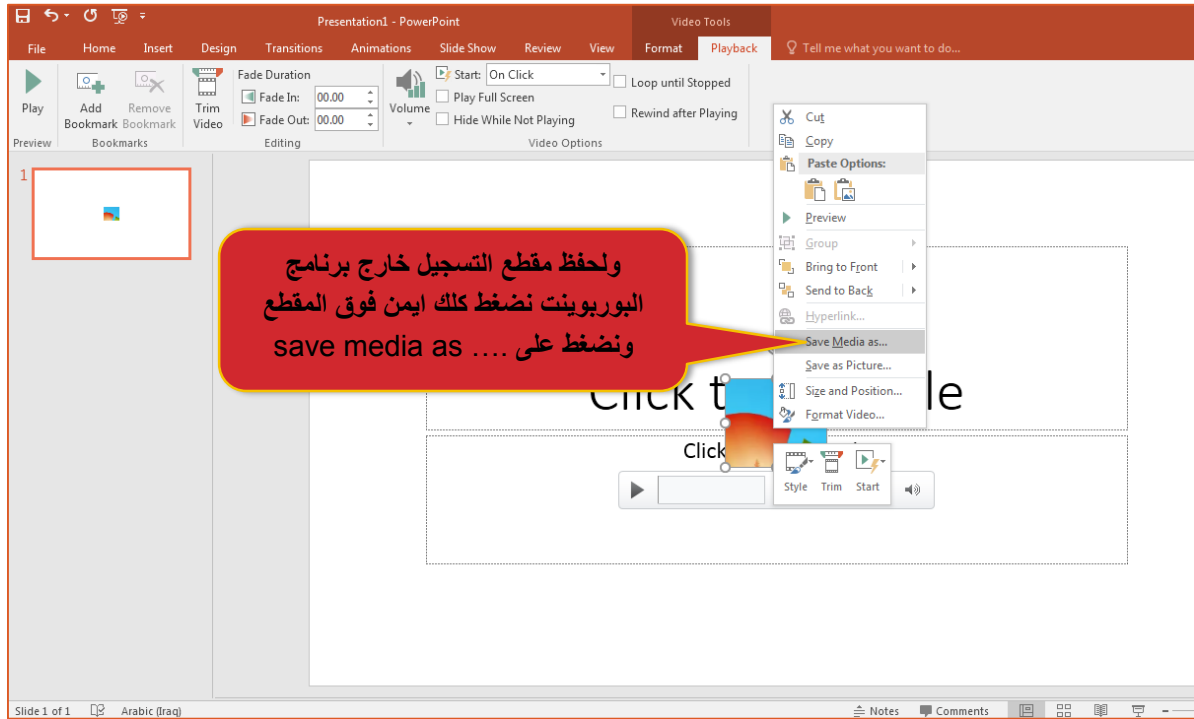 Presentation1 - PowerPoint
Video Tools
File Home Insert Design Transitions Animations Slide Show Review View Format Playback Tell me what you want to do...
Play
Add Bookmark
Remove Bookmark
Trim Video
Fade Duration
Fade In: 00.00
Fade Out: 00.00
Volume
Start: On Click
Play Full Screen
Hide While Not Playing
Loop until Stopped
Rewind after Playing
Preview Bookmarks Editing Video Options
1
Cut
Copy
Paste Options:
Preview
Group
Bring to Front
Send to Back
Hyperlink...
Save Media as...
Save as Picture...
Size and Position...
Format Video...
ولحفظ مقطع التسجيل خارج برنامج
البوربوينت نضغط كلك ايمن فوق المقطع
ونضغط على .... save media as
Click t le
Click
Style Trim Start
Slide 1 of 1 Arabic (Iraq) Notes Comments